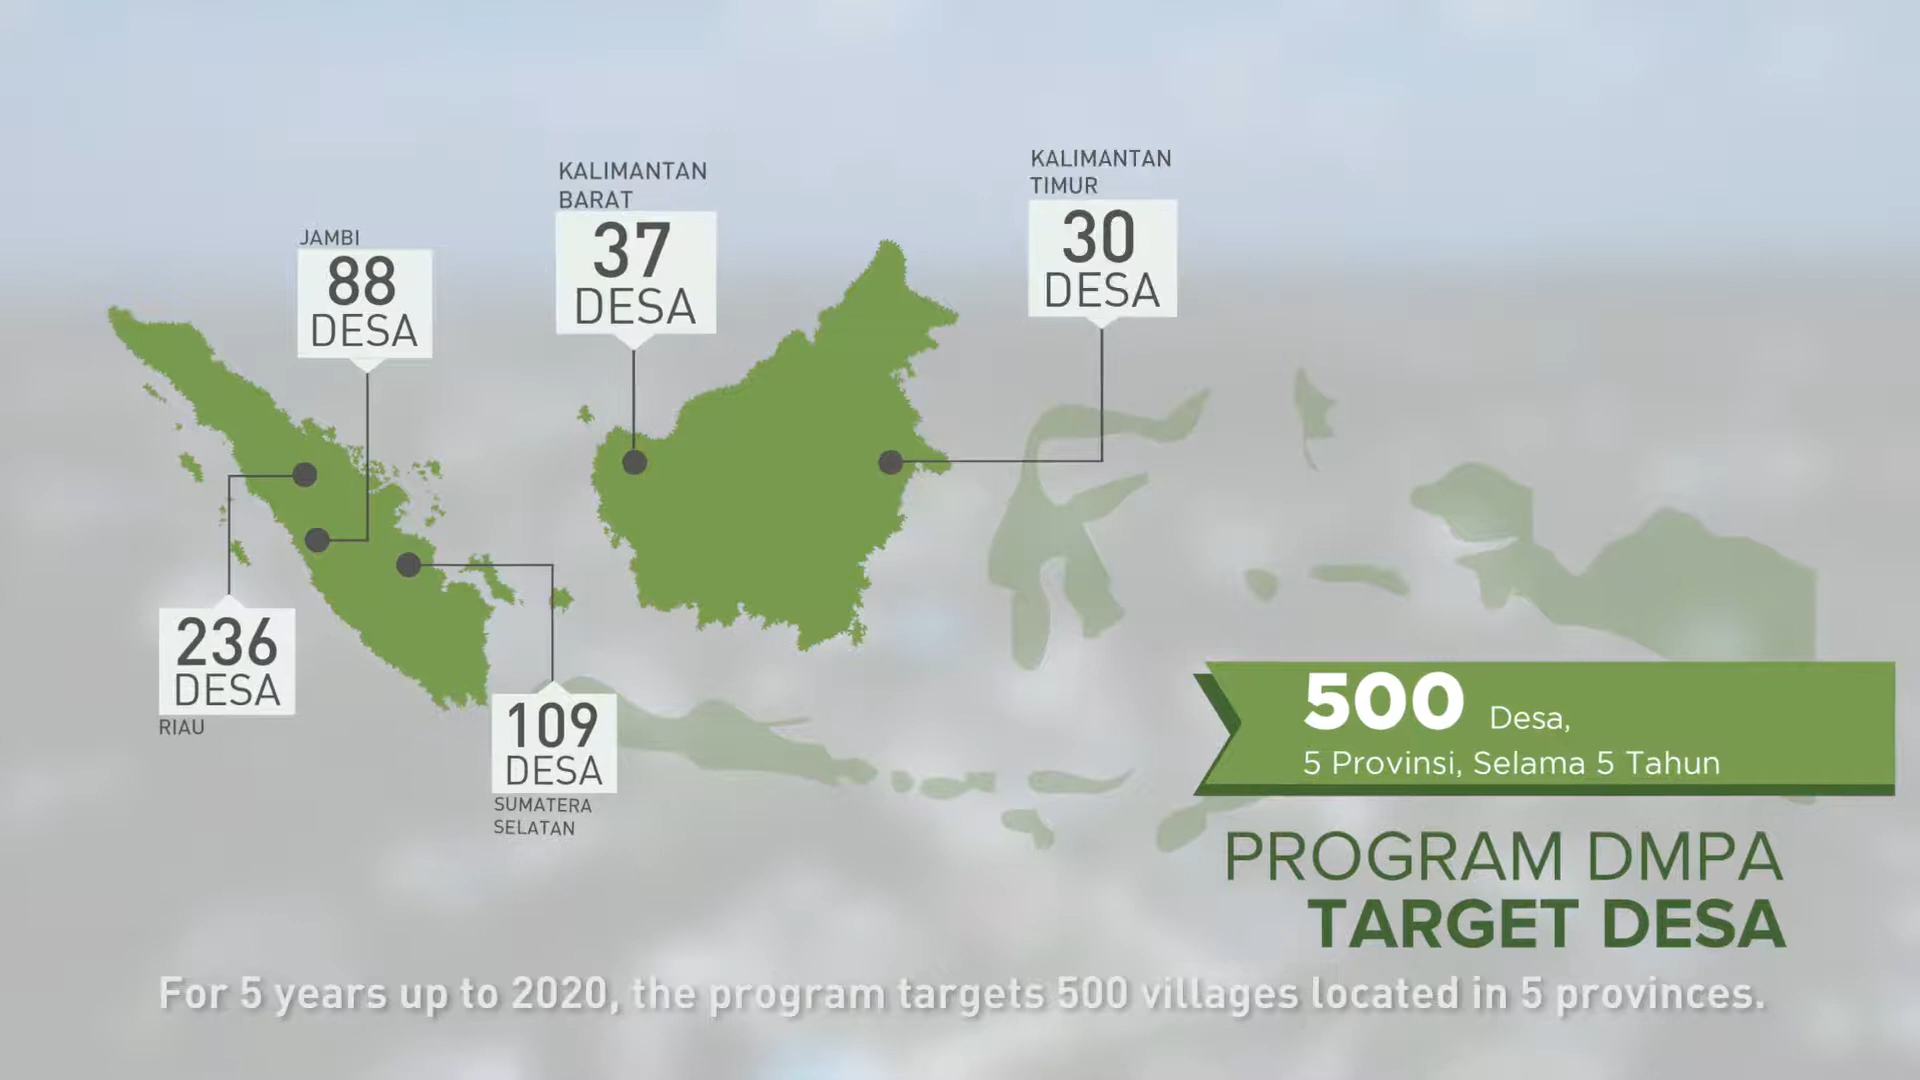 KALIMANTAN
TIMUR
30
DESA
KALIMANTAN
BARAT
37
DESA
JAMBI
88
DESA
236
DESA
RIAU
109
DESA
SUMATERA
SELATAN
500 Desa,
5 Provinsi, Selama 5 Tahun
PROGRAM DMPA
TARGET DESA
For 5 years up to 2020, the program targets 500 villages located in 5 provinces.